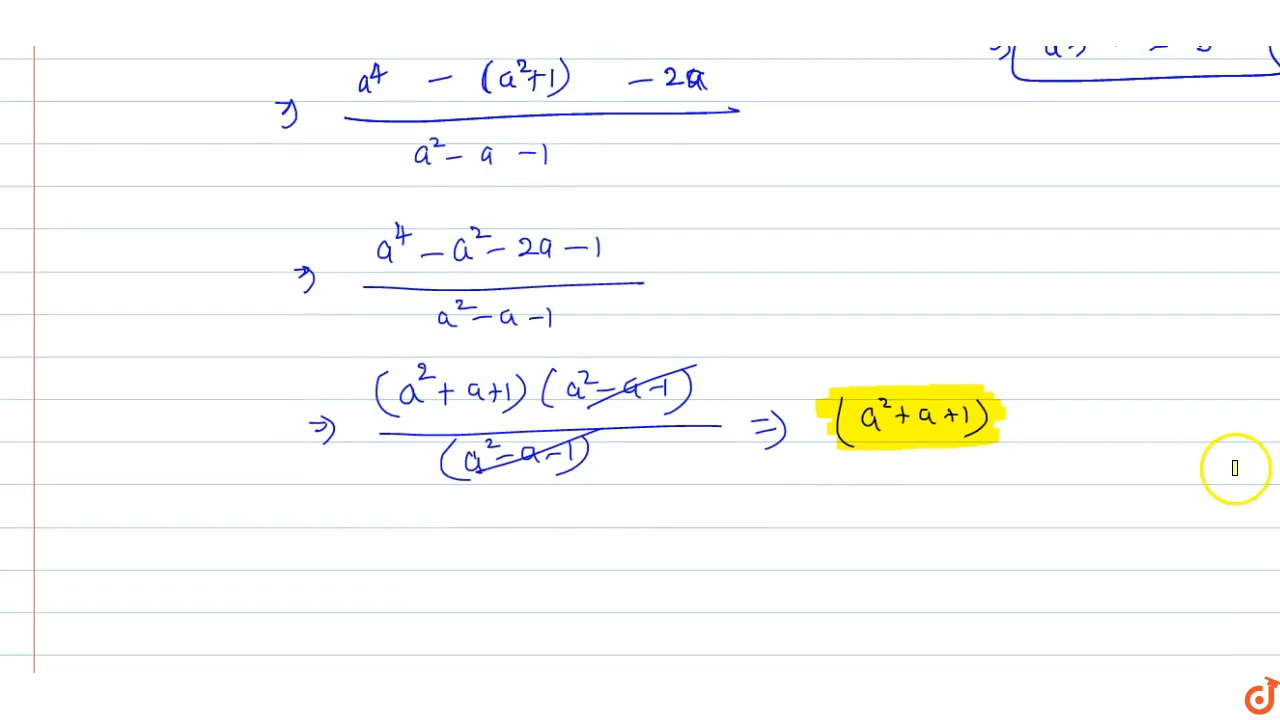 ⇒ a⁴ - (a²+1) - 2a
a² - a - 1
⇒ a⁴ - a² - 2a - 1
a² - a - 1
⇒ (a² + a + 1) (a² - a - 1) ⇒ (a² + a + 1)
(a² - a - 1)